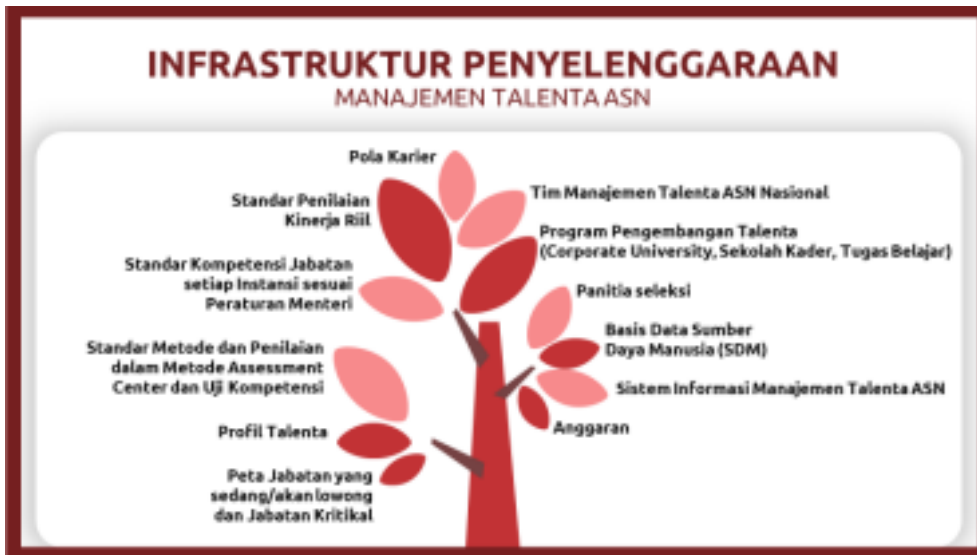 INFRASTRUKTUR PENYELENGGARAAN
MANAJEMEN TALENTA ASN
Pola Karier
Standar Penilaian
Kinerja Riil
Standar Kompetensi Jabatan
setiap Instansi sesuai
Peraturan Menteri
Standar Metode dan Penilaian
dalam Metode Assessment
Center dan Uji Kompetensi
Profil Talenta
Peta Jabatan yang
sedang/akan lowong
dan Jabatan Kritikal
Tim Manajemen Talenta ASN Nasional
Program Pengembangan Talenta
(Corporate University, Sekolah Kader, Tugas Belajar)
Panitia seleksi
Basis Data Sumber
Daya Manusia (SDM)
Sistem Informasi Manajemen Talenta ASN
Anggaran